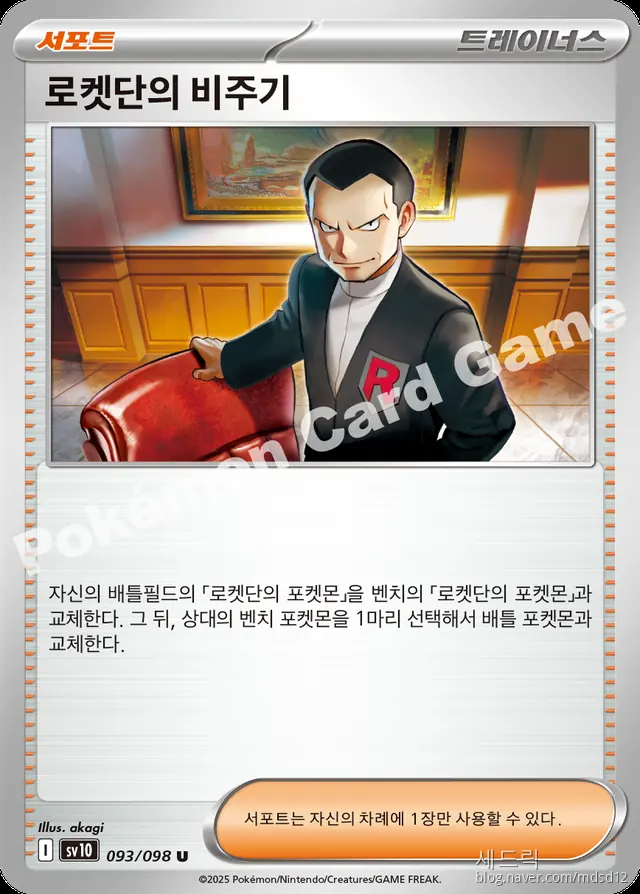 서포트
트레이너스
로켓단의 비주기
R
Pokémon Card Game
자신의 배틀필드의 「로켓단의 포켓몬」을 벤치의 「로켓단의 포켓몬」과
교체한다. 그 뒤, 상대의 벤치 포켓몬을 1마리 선택해서 배틀 포켓몬과
교체한다.
서포트는 자신의 차례에 1장만 사용할 수 있다.
Illus. akagi
I sv10 093/098 U
©2025 Pokémon/Nintendo/Creatures/GAME FREAK.
세드릭
blog.naver.com/mdsd12